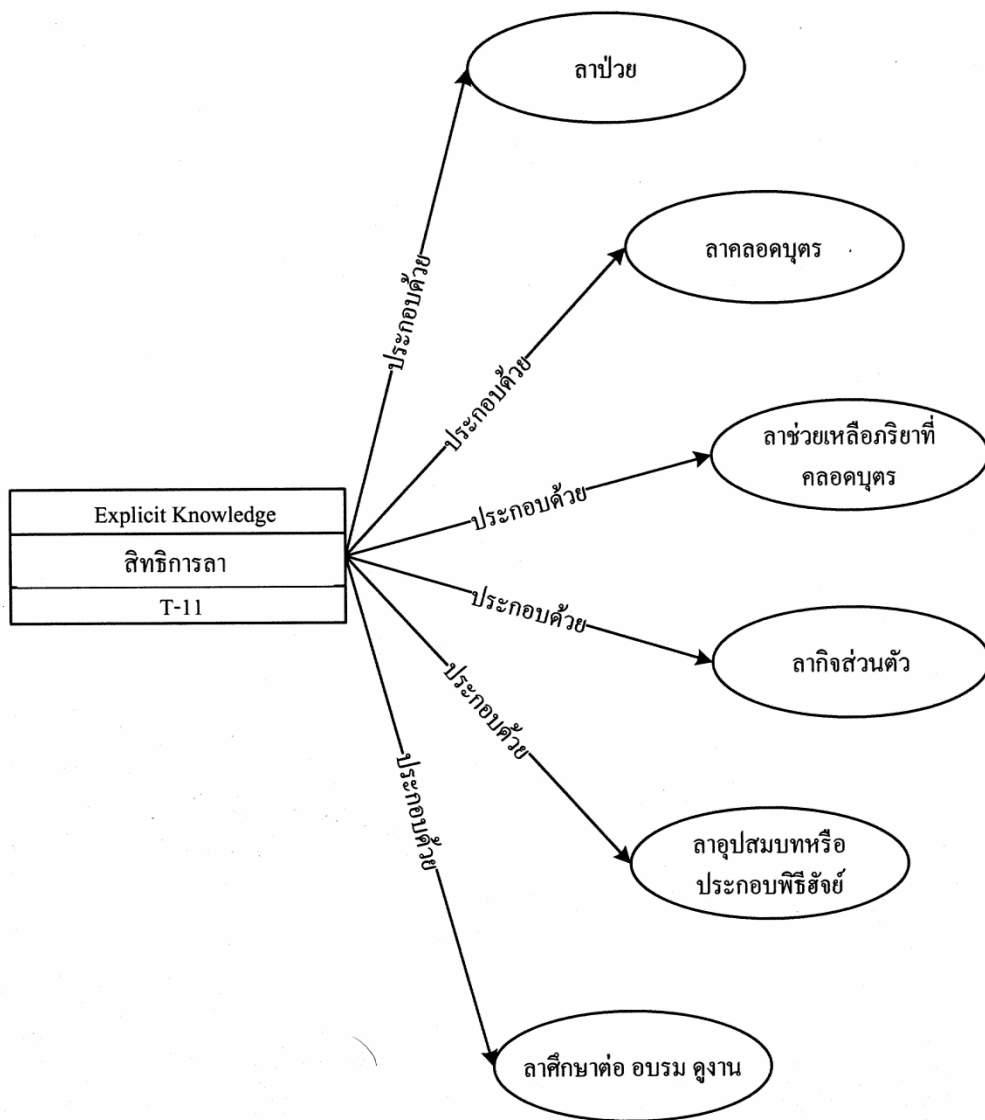 ลาป่วย
ประกอบด้วย
ลาคลอดบุตร
ประกอบด้วย
ลาช่วยเหลือภริยาที่
คลอดบุตร
ประกอบด้วย
Explicit Knowledge
สิทธิการลา
T-11
ประกอบด้วย
ลากิจส่วนตัว
ประกอบด้วย
ลาอุปสมบทหรือ
ประกอบพิธีฮัจย์
ประกอบด้วย
ลาศึกษาต่อ อบรม ดูงาน